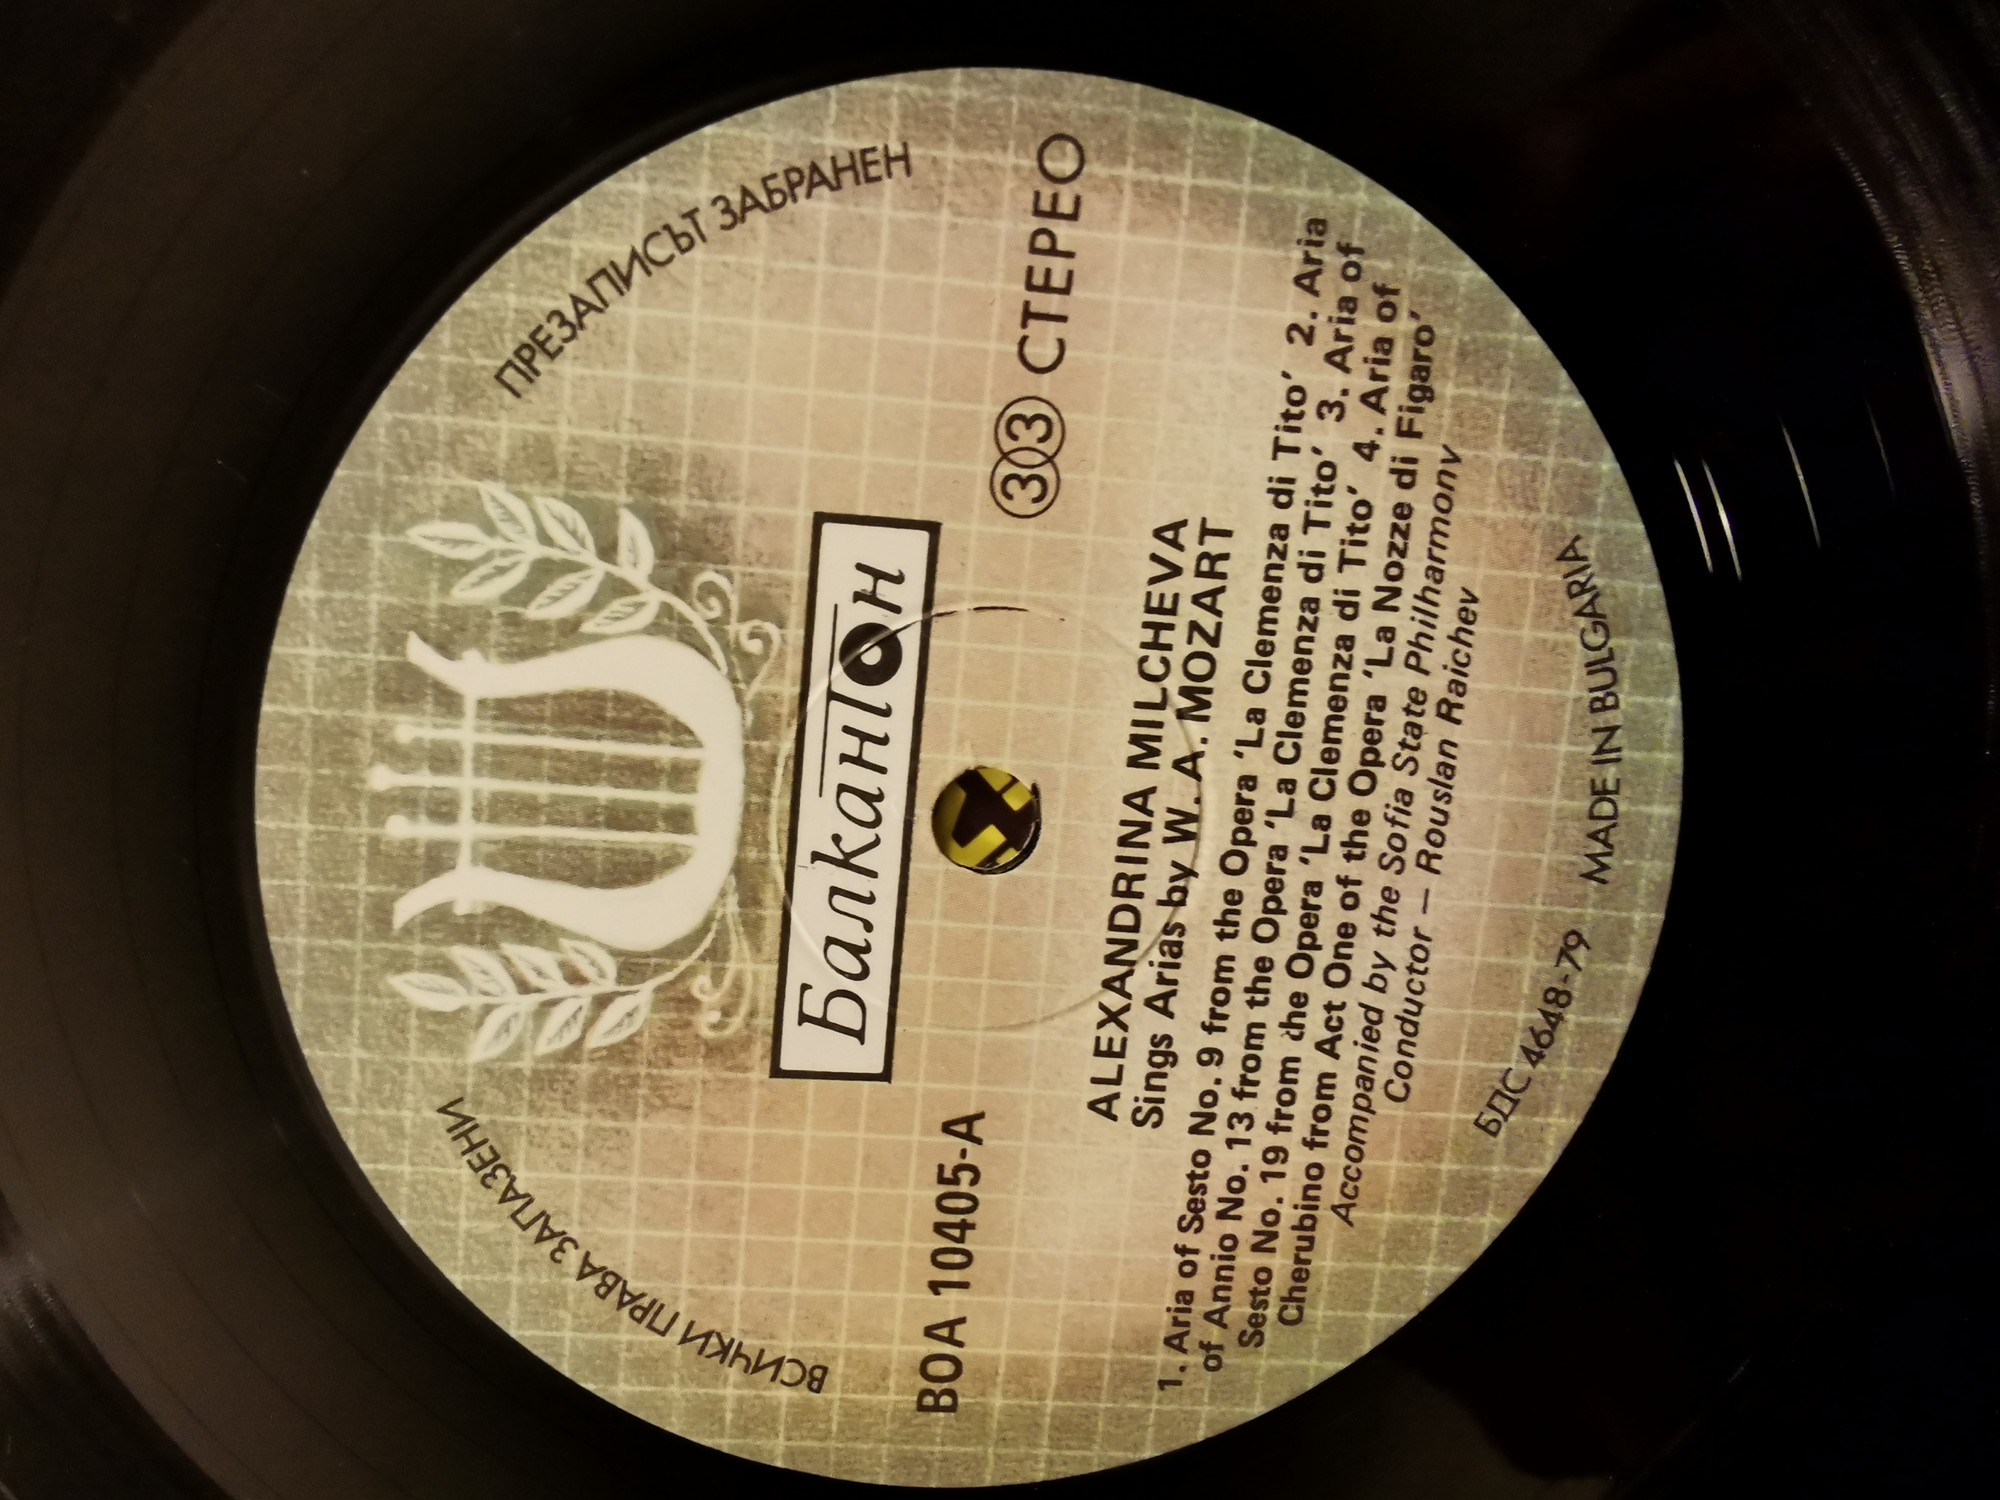 ВСИЧКИ ПРАВА ЗАПАЗЕНИ
ПРЕЗАПИСЪТ ЗАБРАНЕН
Балкантон
ВОА 10405-А
33 СТЕРЕО
ALEXANDRINA MILCHEVA
Sings Arias by W. A. MOZART
1. Aria of Sesto No. 9 from the Opera ‘La Clemenza di Tito’ 2. Aria
of Annio No. 13 from the Opera ‘La Clemenza di Tito’ 3. Aria of
Sesto No. 19 from the Opera ‘La Clemenza di Tito’ 4. Aria of
Cherubino from Act One of the Opera ‘La Nozze di Figaro’
Accompanied by the Sofia State Philharmony
Conductor – Rouslan Raichev
БДС 4648-79 MADE IN BULGARIA